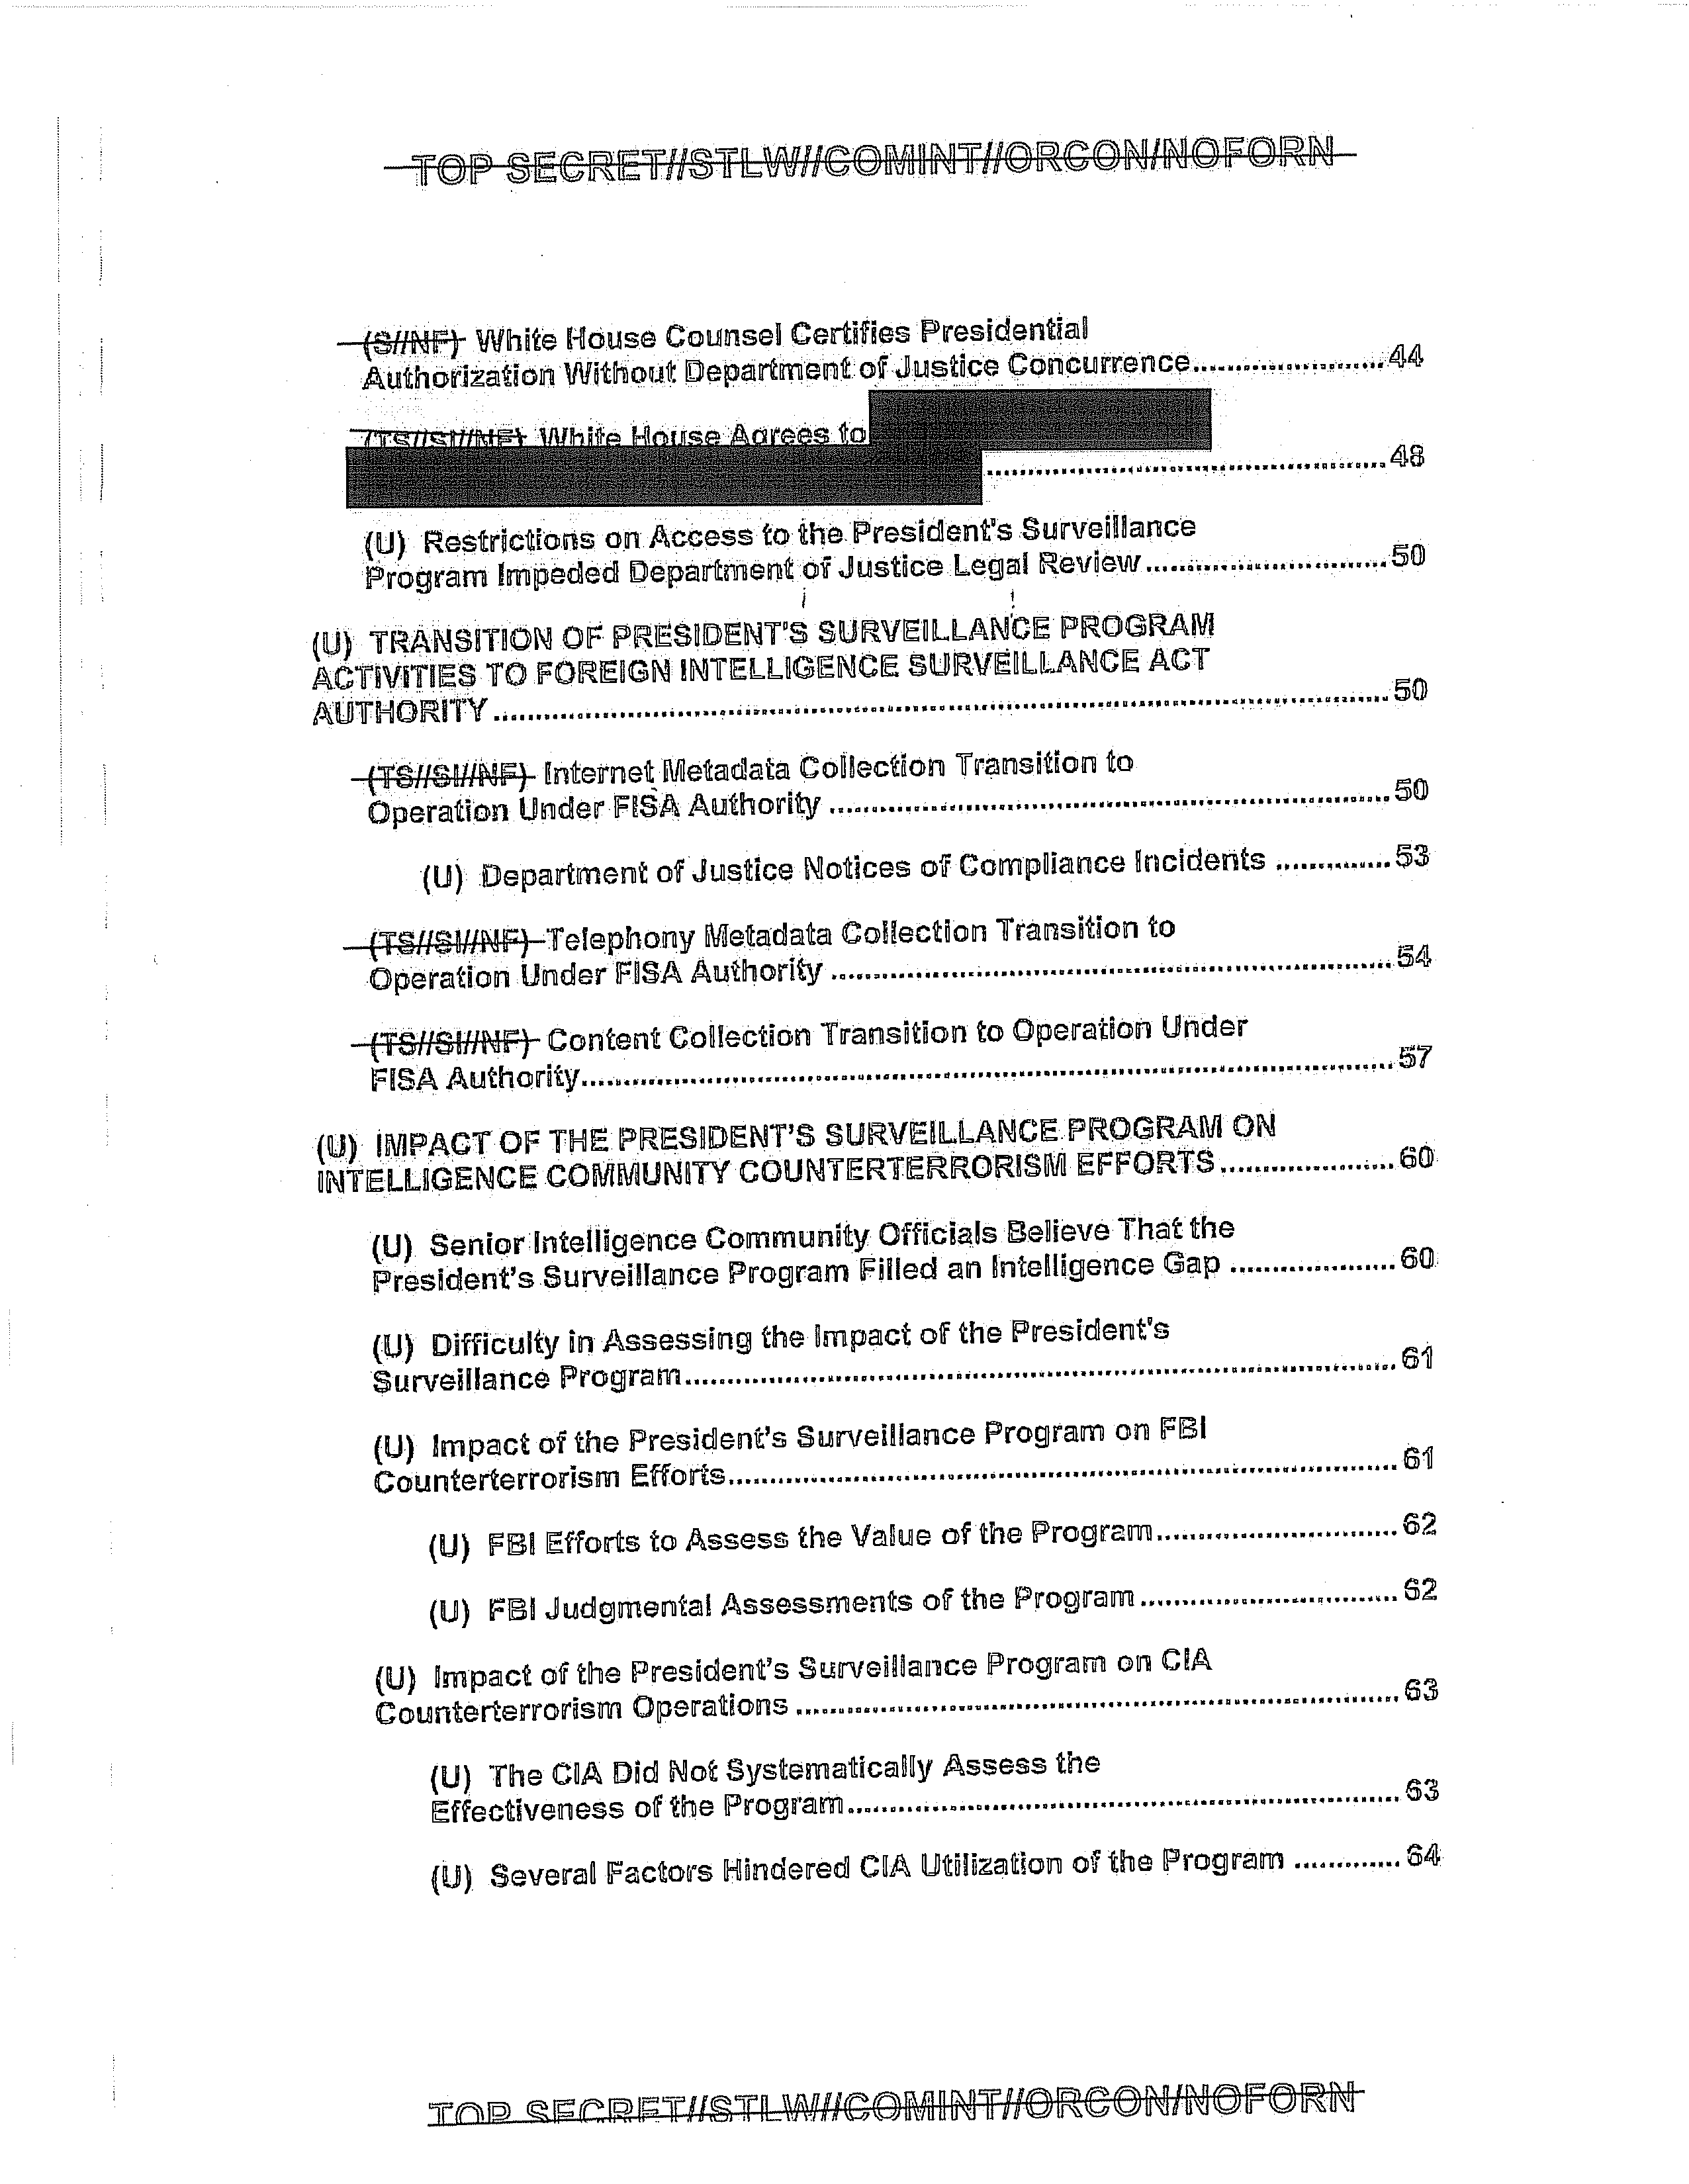 TOP SECRET//STLW//COMINT//ORCON/NOFORN
(S//NF) White House Counsel Certifies Presidential
Authorization Without Department of Justice Concurrence.......................44
(TS//SI//NF) White House Agrees to
................................................48
(U) Restrictions on Access to the President's Surveillance
Program Impeded Department of Justice Legal Review.............................50
(U) TRANSITION OF PRESIDENT'S SURVEILLANCE PROGRAM
ACTIVITIES TO FOREIGN INTELLIGENCE SURVEILLANCE ACT
AUTHORITY...............................................................50
(TS//SI//NF) Internet Metadata Collection Transition to
Operation Under FISA Authority ................................................50
(U) Department of Justice Notices of Compliance Incidents ..............53
(TS//SI//NF) Telephony Metadata Collection Transition to
Operation Under FISA Authority ................................................54
(TS//SI//NF) Content Collection Transition to Operation Under
FISA Authority................................................................57
(U) IMPACT OF THE PRESIDENT'S SURVEILLANCE PROGRAM ON
INTELLIGENCE COMMUNITY COUNTERTERRORISM EFFORTS.....................60
(U) Senior Intelligence Community Officials Believe That the
President's Surveillance Program Filled an Intelligence Gap ....................60
(U) Difficulty in Assessing the Impact of the President's
Surveillance Program................................................................61
(U) Impact of the President's Surveillance Program on FBI
Counterterrorism Efforts................................................................61
(U) FBI Efforts to Assess the Value of the Program.............................62
(U) FBI Judgmental Assessments of the Program...............................62
(U) Impact of the President's Surveillance Program on CIA
Counterterrorism Operations ................................................63
(U) The CIA Did Not Systematically Assess the
Effectiveness of the Program................................................63
(U) Several Factors Hindered CIA Utilization of the Program .............64
TOP SECRET//STLW//COMINT//ORCON/NOFORN